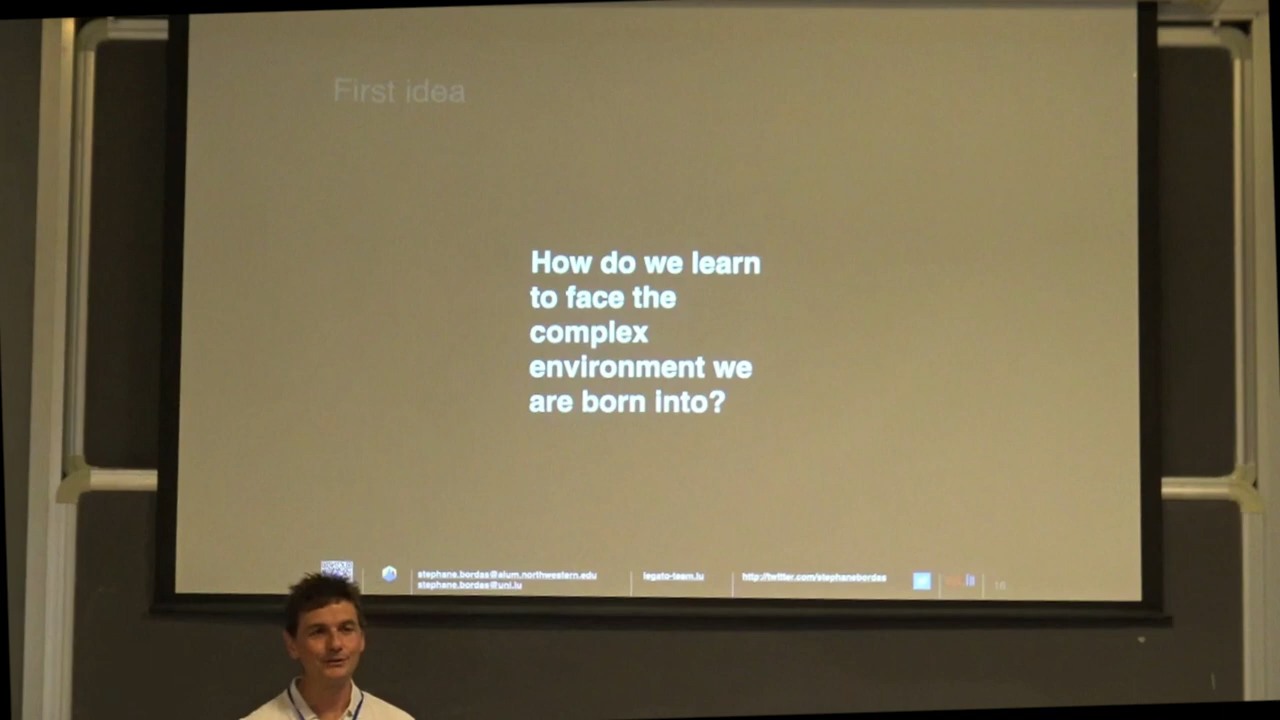 First idea
How do we learn
to face the
complex
environment we
are born into?
stephane.bordas@alum.northwestern.edu
stephane.bordas@uni.lu
legato-team.lu
http://twitter.com/stephanebordas